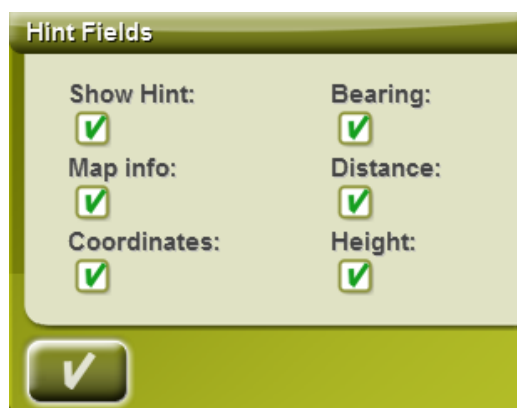 Hint Fields
Show Hint: Bearing:
Map info: Distance:
Coordinates: Height: